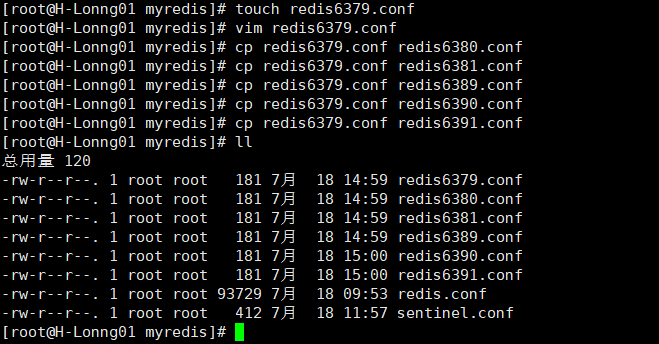 [root@H-Lonng01 myredis]# touch redis6379.conf
[root@H-Lonng01 myredis]# vim redis6379.conf
[root@H-Lonng01 myredis]# cp redis6379.conf redis6380.conf
[root@H-Lonng01 myredis]# cp redis6379.conf redis6381.conf
[root@H-Lonng01 myredis]# cp redis6379.conf redis6389.conf
[root@H-Lonng01 myredis]# cp redis6379.conf redis6390.conf
[root@H-Lonng01 myredis]# cp redis6379.conf redis6391.conf
[root@H-Lonng01 myredis]# ll
总用量 120
-rw-r--r--. 1 root root   181 7月  18 14:59 redis6379.conf
-rw-r--r--. 1 root root   181 7月  18 14:59 redis6380.conf
-rw-r--r--. 1 root root   181 7月  18 14:59 redis6381.conf
-rw-r--r--. 1 root root   181 7月  18 14:59 redis6389.conf
-rw-r--r--. 1 root root   181 7月  18 15:00 redis6390.conf
-rw-r--r--. 1 root root   181 7月  18 15:00 redis6391.conf
-rw-r--r--. 1 root root 93729 7月  18 09:53 redis.conf
-rw-r--r--. 1 root root   412 7月  18 11:57 sentinel.conf
[root@H-Lonng01 myredis]#